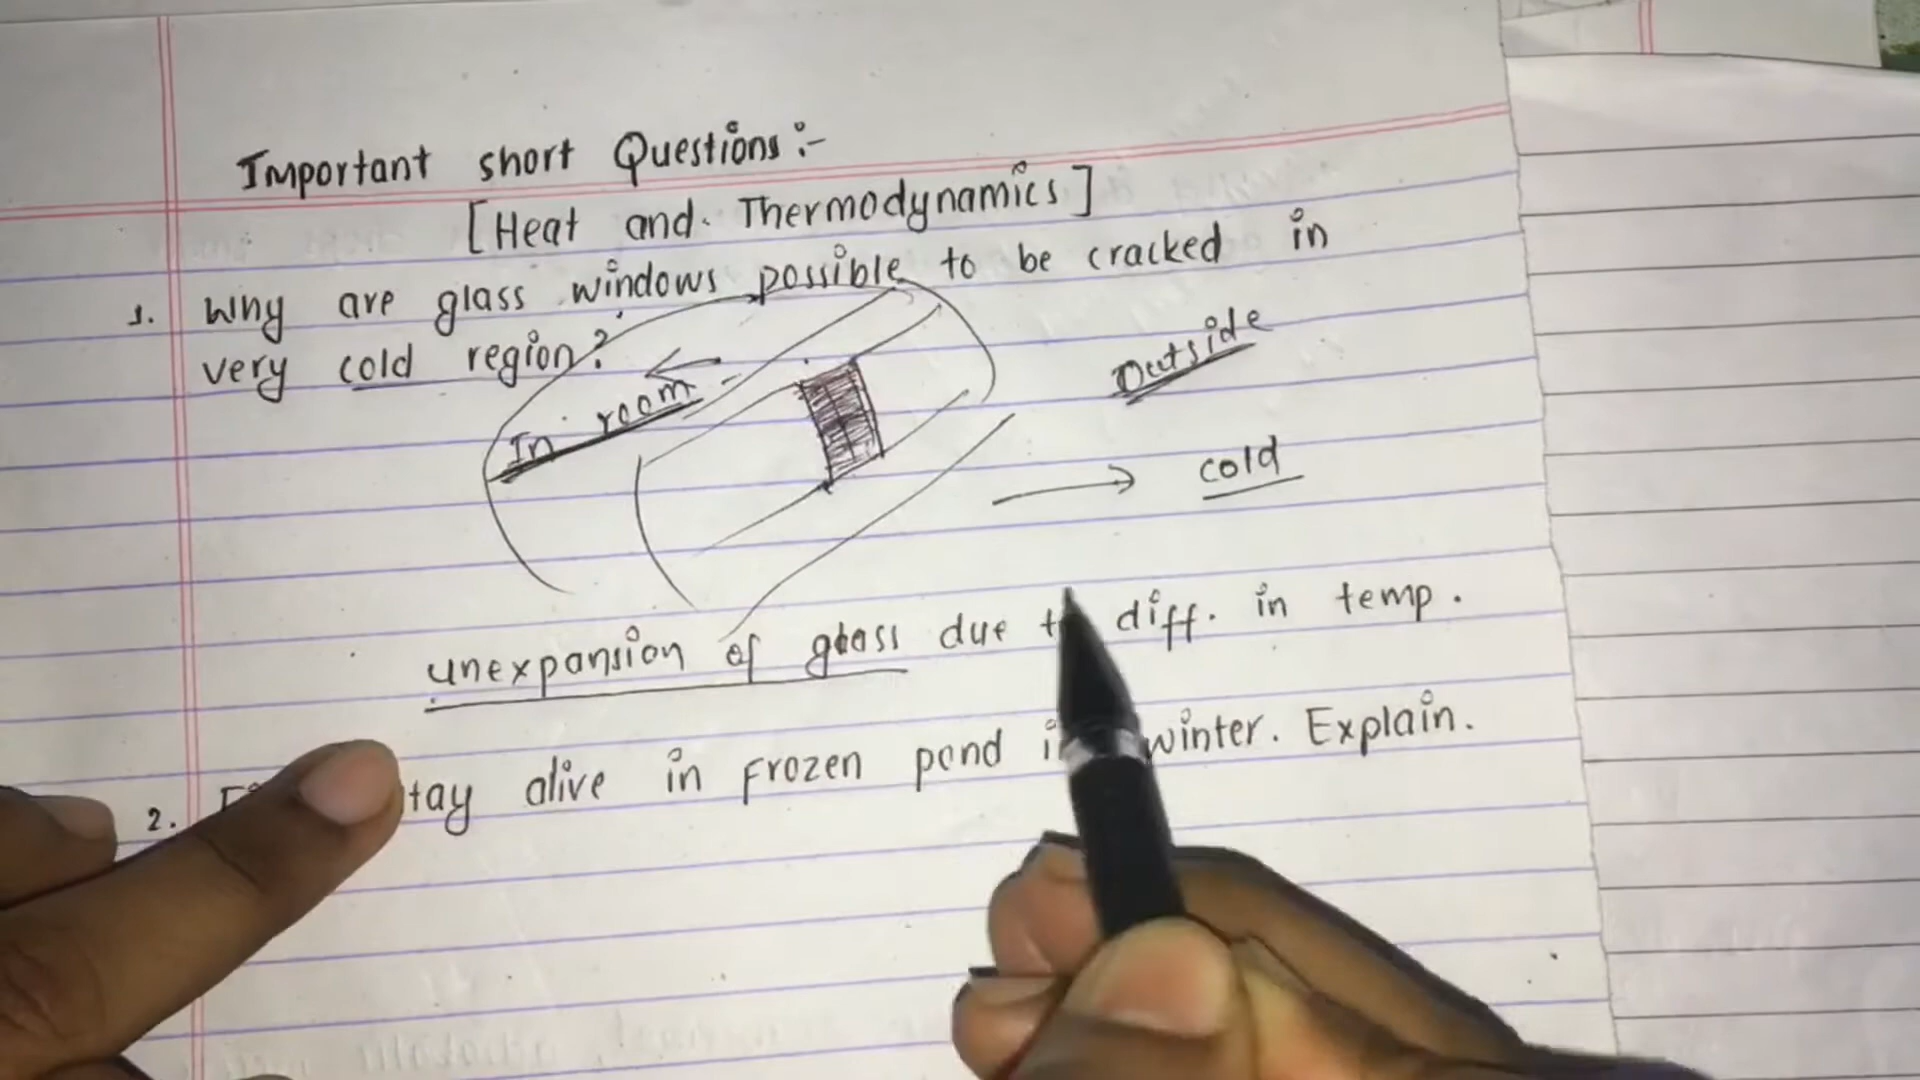 Important short Questions :-
[Heat and Thermodynamics]
1. Why are glass windows possible to be cracked in
very cold region?
In room
Outside
cold
unexpansion of glass due diff. in temp.
2. alive in frozen pond winter. Explain.